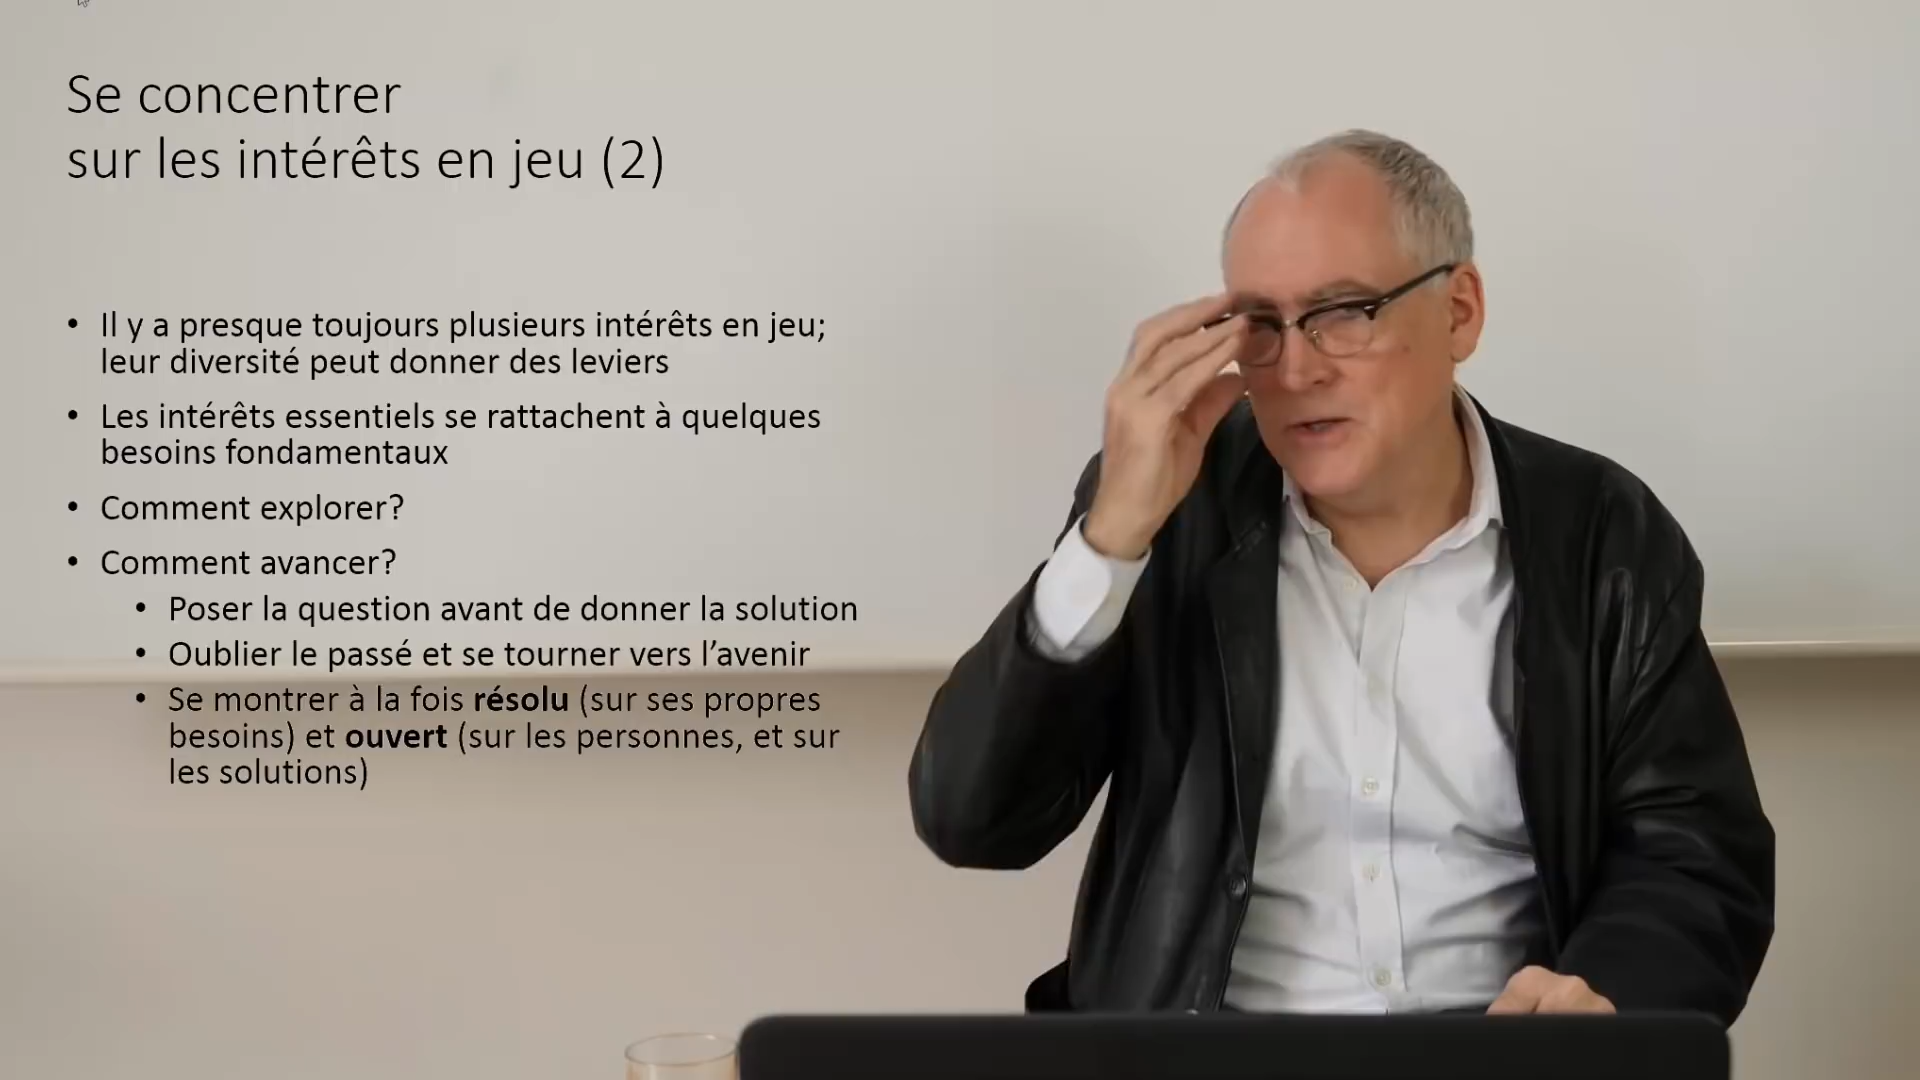 Se concentrer
sur les intérêts en jeu (2)
• Il y a presque toujours plusieurs intérêts en jeu;
leur diversité peut donner des leviers
• Les intérêts essentiels se rattachent à quelques
besoins fondamentaux
• Comment explorer?
• Comment avancer?
• Poser la question avant de donner la solution
• Oublier le passé et se tourner vers l’avenir
• Se montrer à la fois résolu (sur ses propres
besoins) et ouvert (sur les personnes, et sur
les solutions)